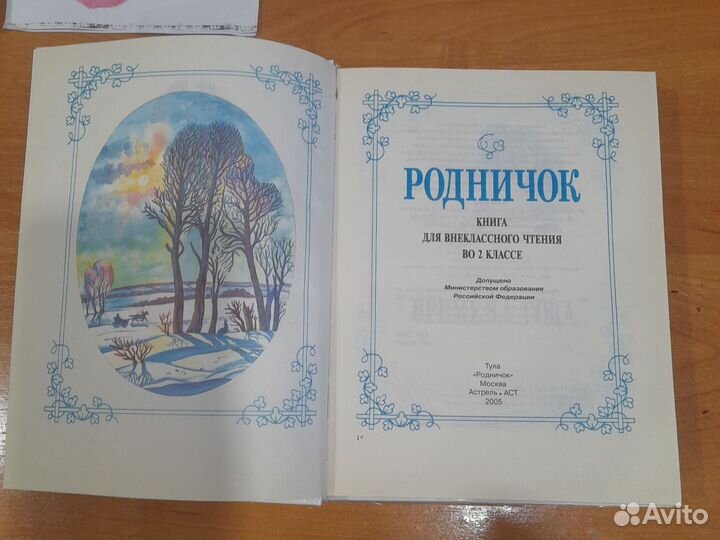 РОДНИЧОК
КНИГА
ДЛЯ ВНЕКЛАССНОГО ЧТЕНИЯ
ВО 2 КЛАССЕ
Допущено
Министерством образования
Российской Федерации
Тула
«Родничок»
Москва
Астрель • АСТ
2005
1*
Avito